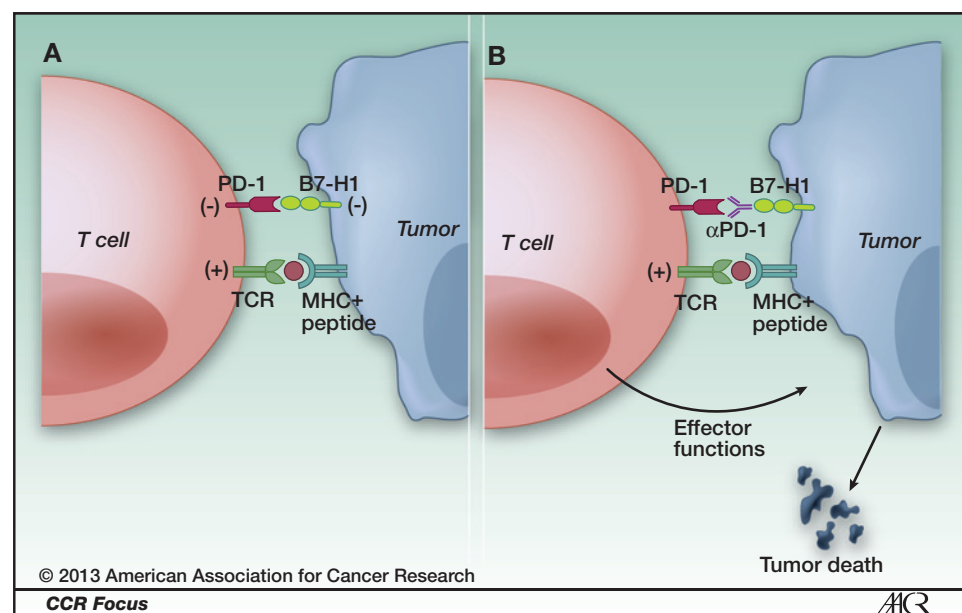 A
PD-1
B7-H1
(-)
(-)
T cell
Tumor
(+)
TCR
MHC+
peptide
B
PD-1
B7-H1
αPD-1
T cell
Tumor
(+)
TCR
MHC+
peptide
Effector
functions
Tumor death
© 2013 American Association for Cancer Research
CCR Focus
AACR